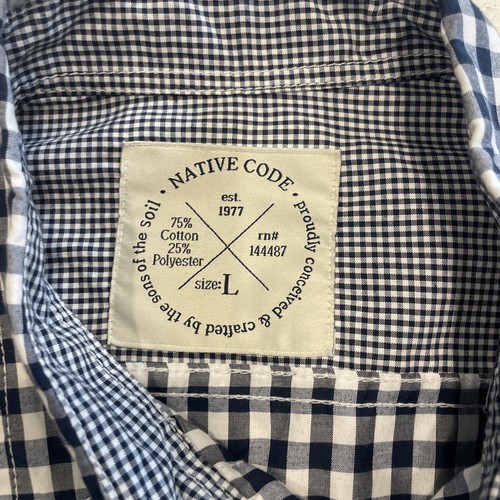 • NATIVE CODE •
proudly conceived & crafted by the sons of the soil
est.
1977
75%
Cotton
25%
Polyester
rn#
144487
size: L